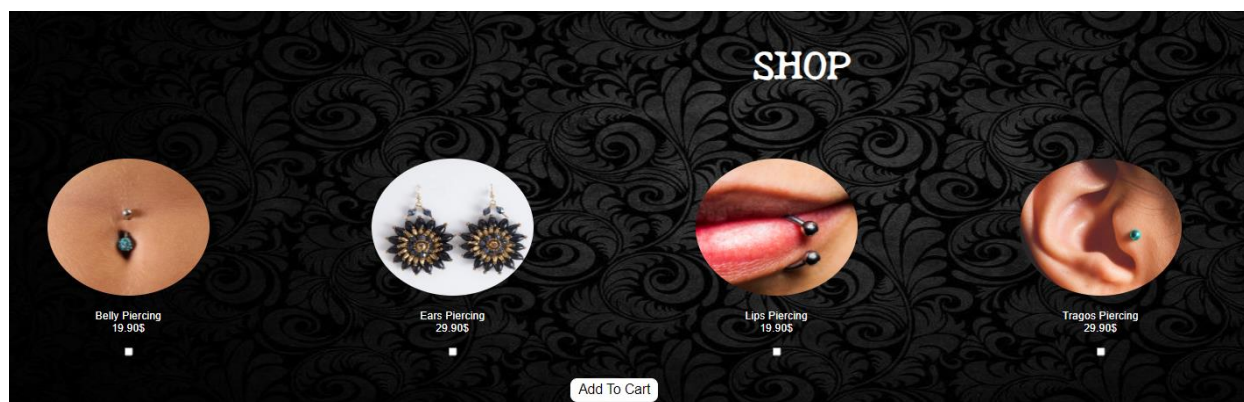 SHOP
Belly Piercing
19.90$
Ears Piercing
29.90$
Lips Piercing
19.90$
Tragos Piercing
29.90$
Add To Cart